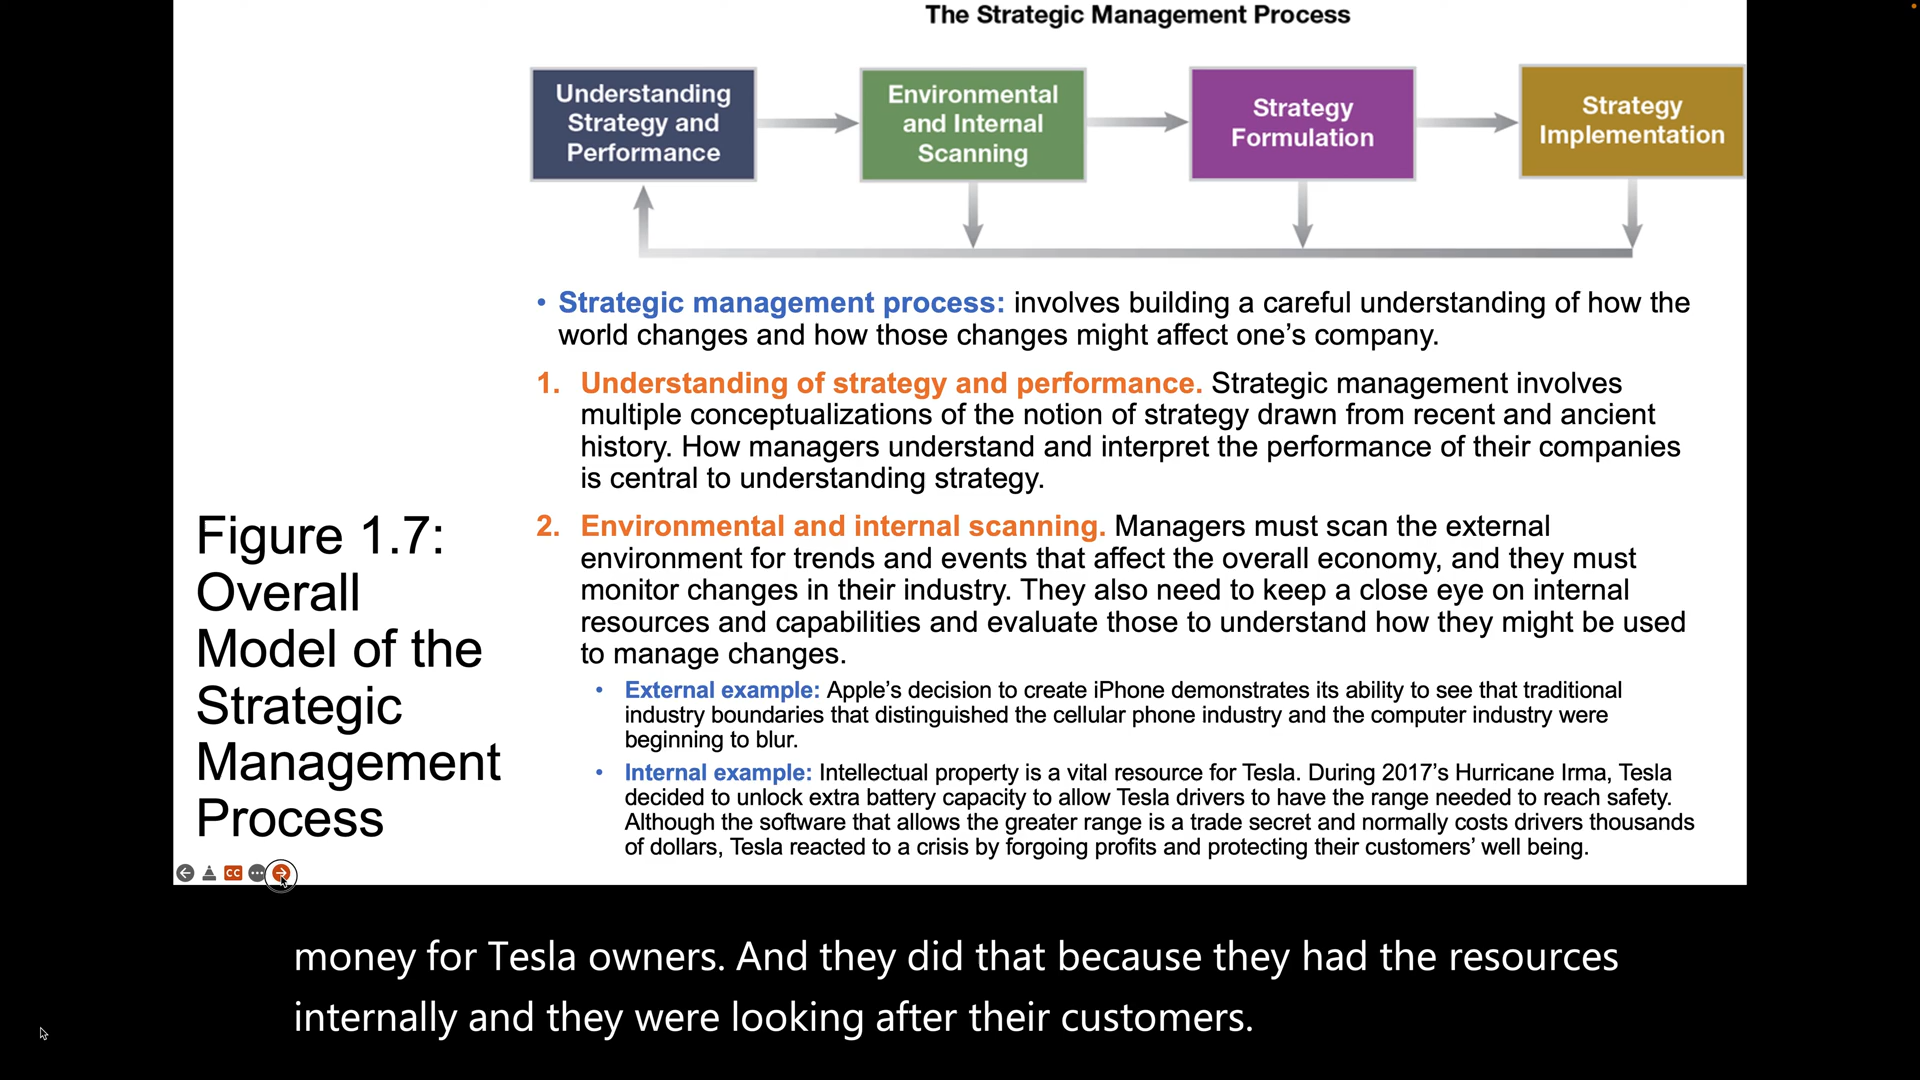 The Strategic Management Process
Understanding
Strategy and
Performance
Environmental
and Internal
Scanning
Strategy
Formulation
Strategy
Implementation
• Strategic management process: involves building a careful understanding of how the
world changes and how those changes might affect one’s company.
1. Understanding of strategy and performance. Strategic management involves
multiple conceptualizations of the notion of strategy drawn from recent and ancient
history. How managers understand and interpret the performance of their companies
is central to understanding strategy.
2. Environmental and internal scanning. Managers must scan the external
environment for trends and events that affect the overall economy, and they must
monitor changes in their industry. They also need to keep a close eye on internal
resources and capabilities and evaluate those to understand how they might be used
to manage changes.
• External example: Apple’s decision to create iPhone demonstrates its ability to see that traditional
industry boundaries that distinguished the cellular phone industry and the computer industry were
beginning to blur.
• Internal example: Intellectual property is a vital resource for Tesla. During 2017’s Hurricane Irma, Tesla
decided to unlock extra battery capacity to allow Tesla drivers to have the range needed to reach safety.
Although the software that allows the greater range is a trade secret and normally costs drivers thousands
of dollars, Tesla reacted to a crisis by forgoing profits and protecting their customers’ well being.
Figure 1.7:
Overall
Model of the
Strategic
Management
Process
CC
money for Tesla owners. And they did that because they had the resources
internally and they were looking after their customers.